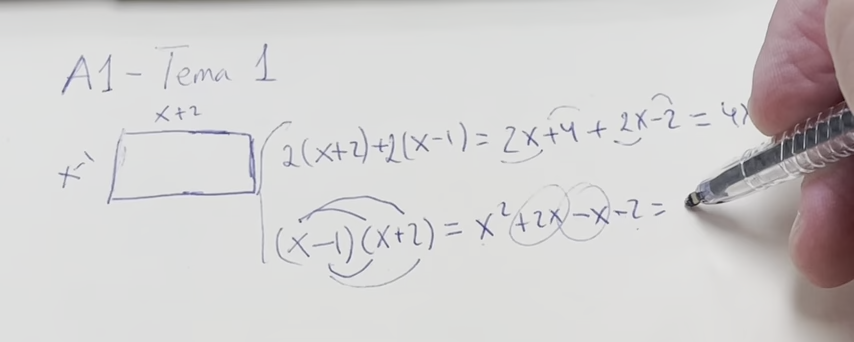 A1 - Tema 1
x+2
x-1
2(x+2)+2(x-1) = 2x+4 + 2x-2 = 4x
(x-1)(x+2) = x²+2x-x-2 =